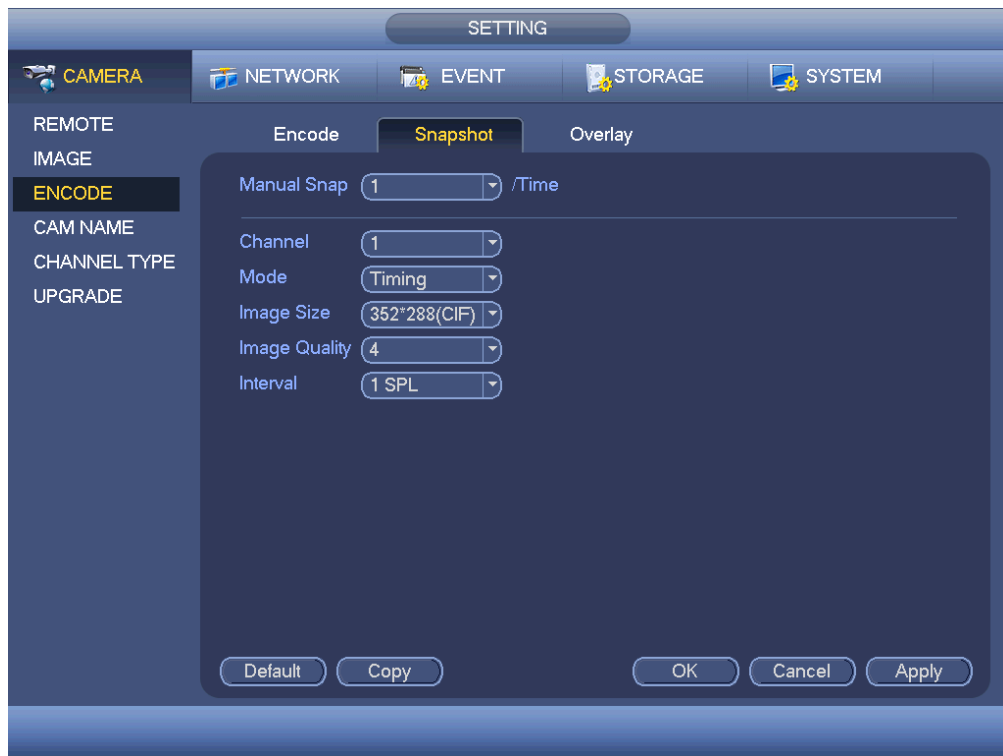 SETTING
CAMERA NETWORK EVENT STORAGE SYSTEM
REMOTE
IMAGE
ENCODE
CAM NAME
CHANNEL TYPE
UPGRADE
Encode Snapshot Overlay
Manual Snap 1 /Time
Channel 1
Mode Timing
Image Size 352*288(CIF)
Image Quality 4
Interval 1 SPL
Default Copy OK Cancel Apply